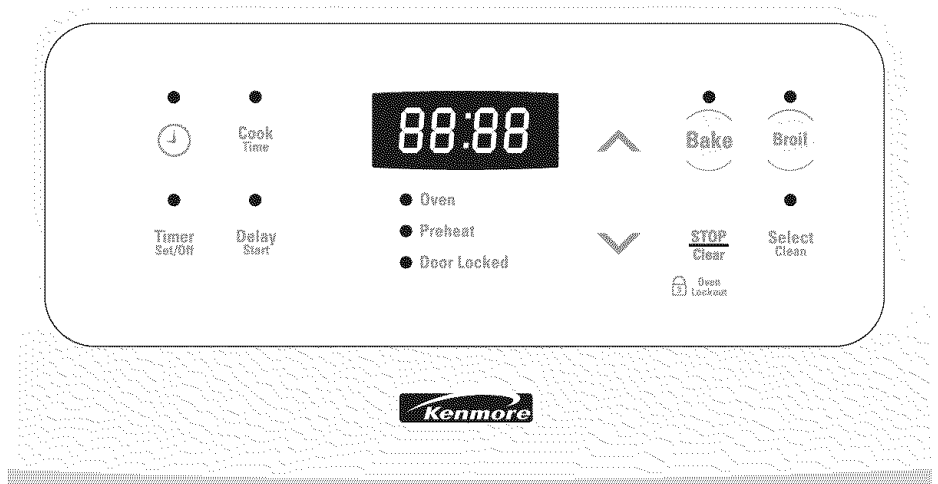 Cook
Time
88:88
Bake
Broil
Oven
Preheat
Door Locked
Timer
Set/Off
Delay
Start
STOP
Clear
Select
Clean
Oven
Lockout
Kenmore